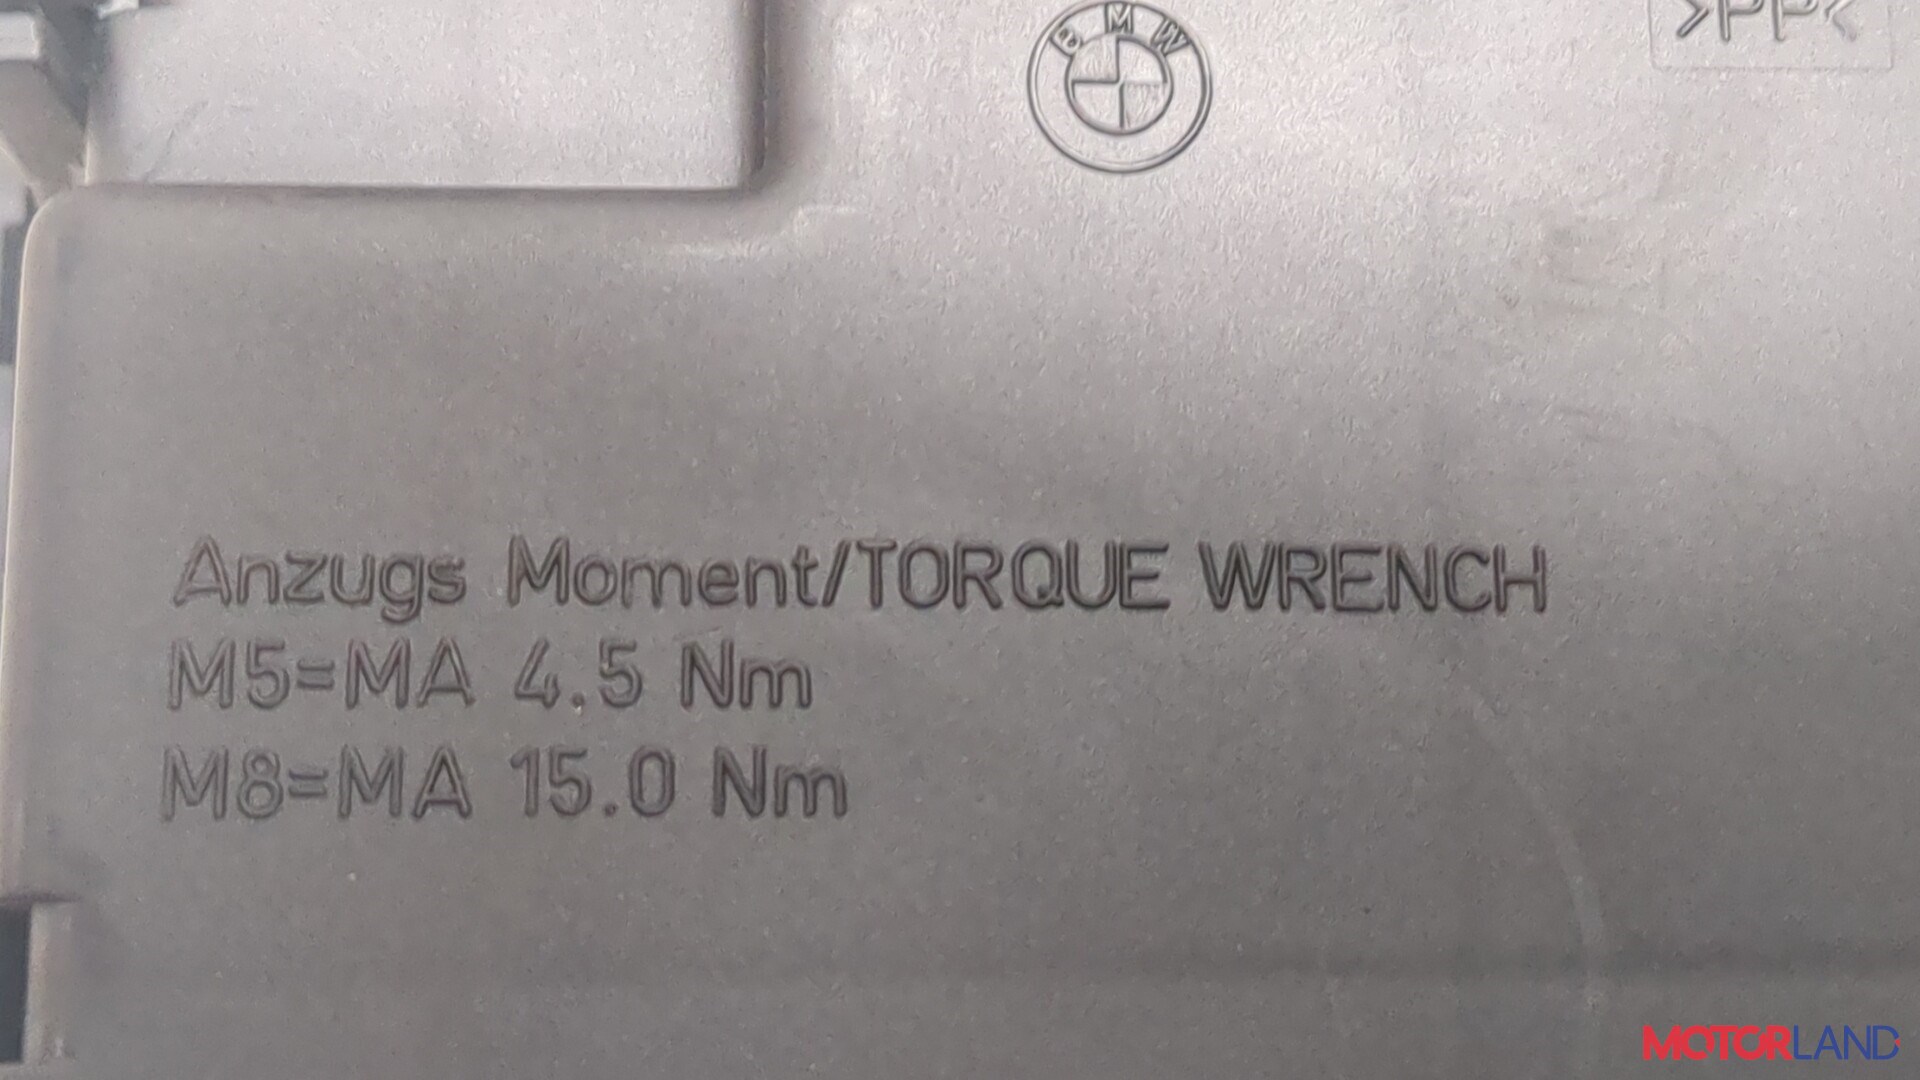 BMW
>PP<
Anzugs Moment/TORQUE WRENCH
M5=MA 4.5 Nm
M8=MA 15.0 Nm
MOTORLAND